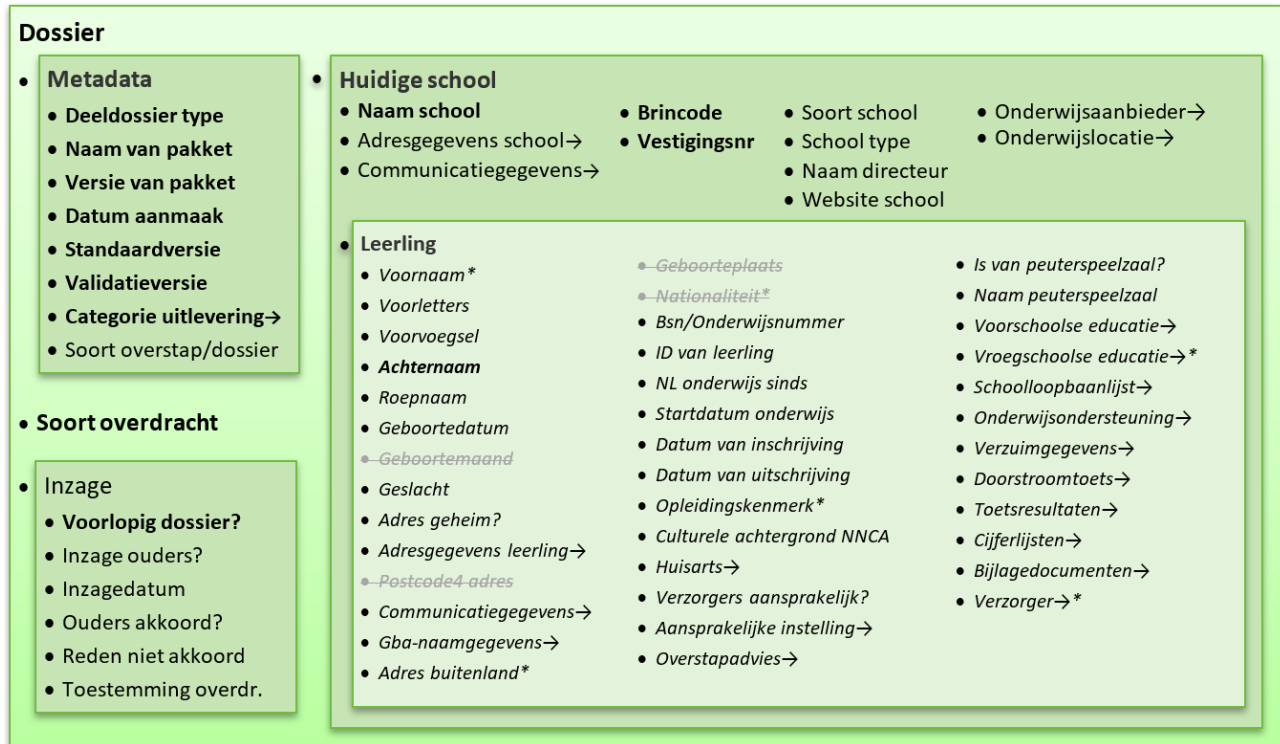 Dossier
• Metadata
• Deeldossier type
• Naam van pakket
• Versie van pakket
• Datum aanmaak
• Standaardversie
• Validatieversie
• Categorie uitlevering→
• Soort overstap/dossier
• Soort overdracht
• Inzage
• Voorlopig dossier?
• Inzage ouders?
• Inzagedatum
• Ouders akkoord?
• Reden niet akkoord
• Toestemming overdr.
• Huidige school
• Naam school
• Adresgegevens school→
• Communicatiegegevens→
• Brincode
• Vestigingsnr
• Soort school
• School type
• Naam directeur
• Website school
• Onderwijsaanbieder→
• Onderwijslocatie→
• Leerling
• Voornaam*
• Voorletters
• Voorvoegsel
• Achternaam
• Roepnaam
• Geboortedatum
• Geboortemaand
• Geslacht
• Adres geheim?
• Adresgegevens leerling→
• Postcode4 adres
• Communicatiegegevens→
• Gba-naamgegevens→
• Adres buitenland*
• Geboorteplaats
• Nationaliteit*
• Bsn/Onderwijsnummer
• ID van leerling
• NL onderwijs sinds
• Startdatum onderwijs
• Datum van inschrijving
• Datum van uitschrijving
• Opleidingskenmerk*
• Culturele achtergrond NNCA
• Huisarts→
• Verzorgers aansprakelijk?
• Aansprakelijke instelling→
• Overstapadvies→
• Is van peuterspeelzaal?
• Naam peuterspeelzaal
• Voorschoolse educatie→
• Vroegschoolse educatie→*
• Schoolloopbaanlijst→
• Onderwijsondersteuning→
• Verzuimgegevens→
• Doorstroomtoets→
• Toetsresultaten→
• Cijferlijsten→
• Bijlagedocumenten→
• Verzorger→*